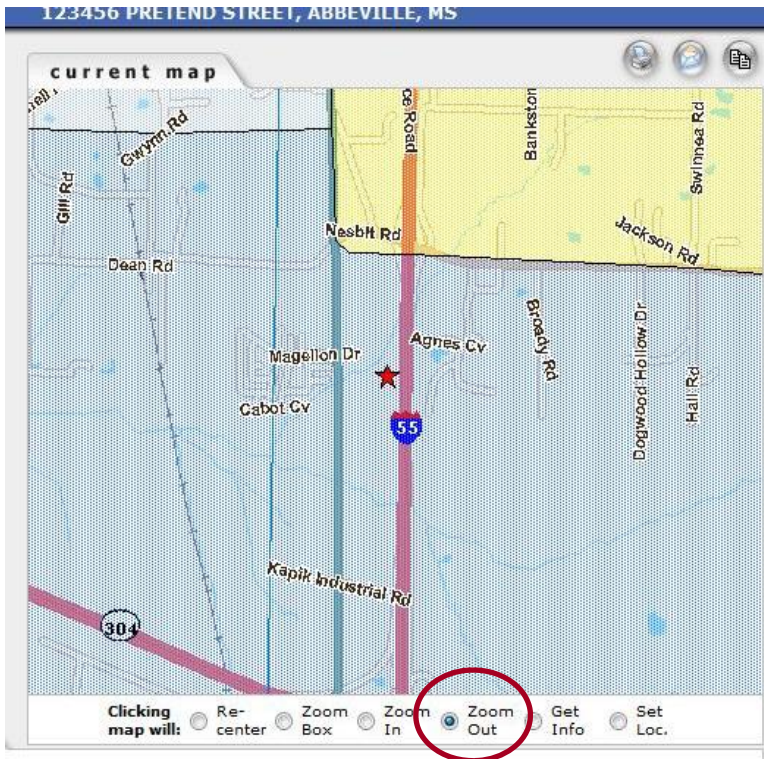 123456 PRETEND STREET, ABBEVILLE, MS
current map
Gwynn Rd
Gill Rd
ce Road
Bankston
Swinnea Rd
Nesbit Rd
Jackson Rd
Dean Rd
Magellon Dr
Agnes Cv
Broady Rd
Dogwood Hollow Dr
Hall Rd
Cabot Cv
55
Kapik Industrial Rd
304
Clicking map will:
Re-center
Zoom Box
Zoom In
Zoom Out
Get Info
Set Loc.